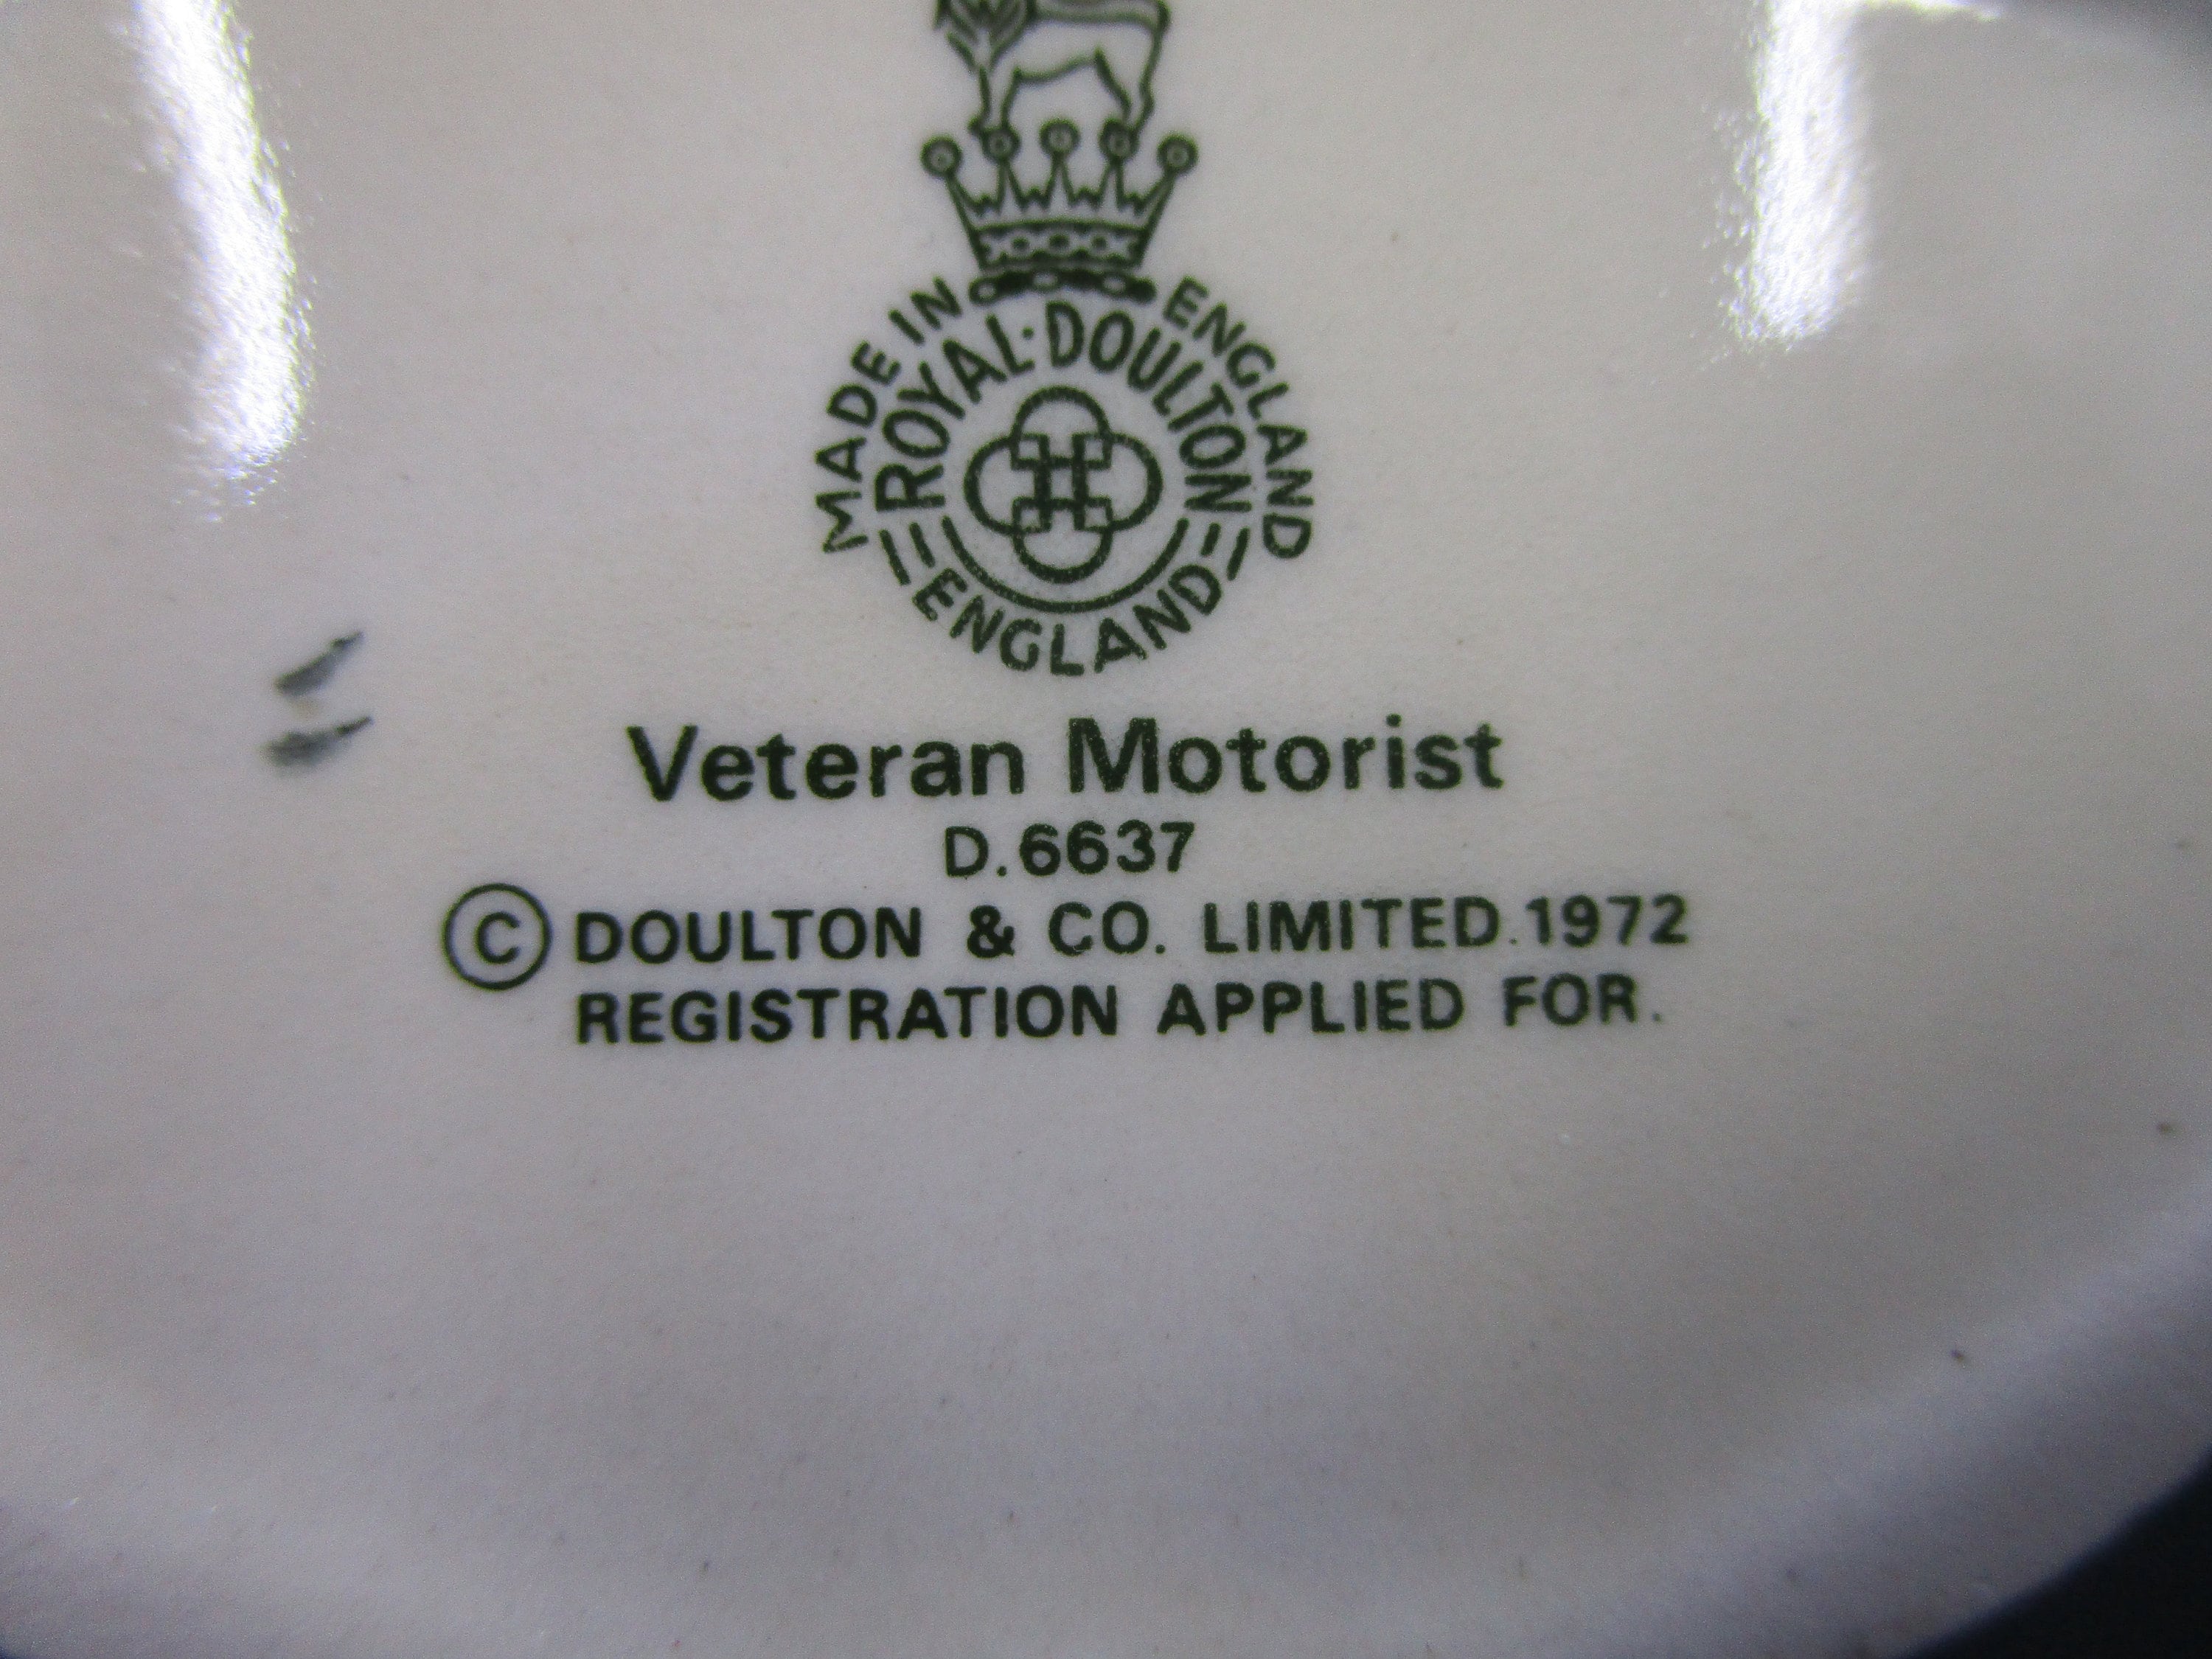 MADE IN ENGLAND
ROYAL·DOULTON
ENGLAND
Veteran Motorist
D.6637
© DOULTON & CO. LIMITED.1972
REGISTRATION APPLIED FOR.